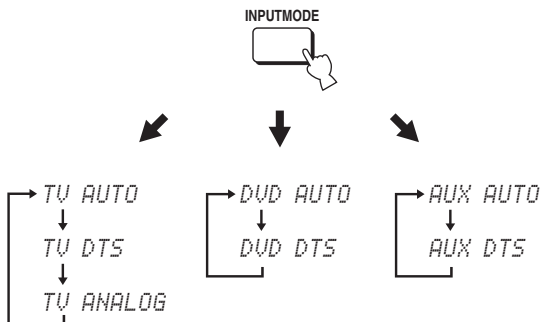 INPUTMODE
TV AUTO
TV DTS
TV ANALOG
DVD AUTO
DVD DTS
AUX AUTO
AUX DTS